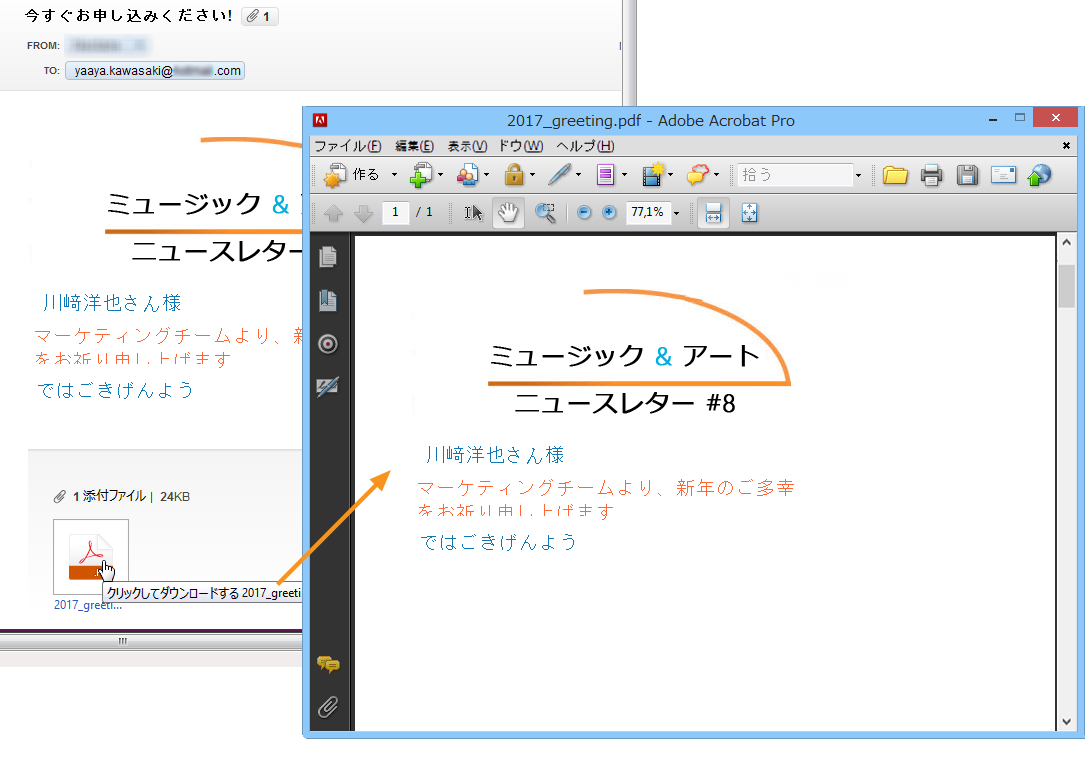 今すぐお申し込みください! 1
FROM:
TO: yaaya.kawasaki@ .com
ミュージック &
ニュースレター
川﨑洋也さん様
マーケティングチームより、新
をお祈り申し上げます
ではごきげんよう
1 添付ファイル | 24KB
クリックしてダウンロードする 2017_greeti
2017_greeti...
2017_greeting.pdf - Adobe Acrobat Pro
ファイル(F) 編集(E) 表示(V) ドウ(W) ヘルプ(H)
作る 拾う
1 / 1 77,1%
ミュージック & アート
ニュースレター #8
川﨑洋也さん様
マーケティングチームより、新年のご多幸
をお祈り申し上げます
ではごきげんよう